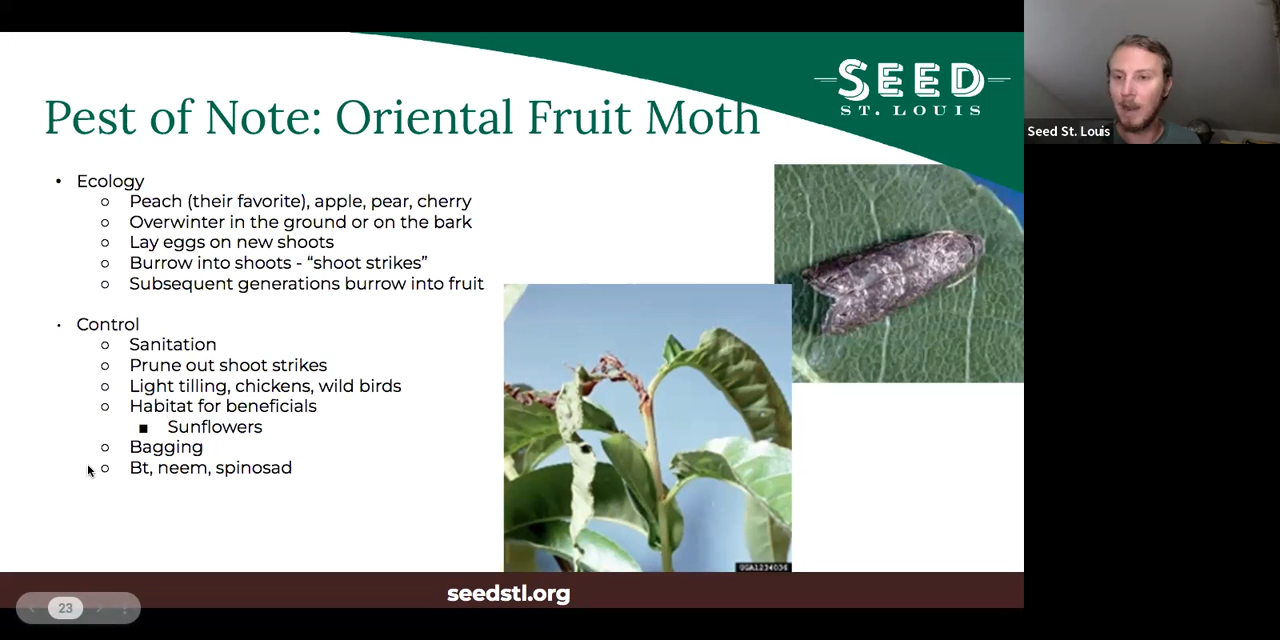 SEED
ST. LOUIS
Seed St. Louis
Pest of Note: Oriental Fruit Moth
• Ecology
○ Peach (their favorite), apple, pear, cherry
○ Overwinter in the ground or on the bark
○ Lay eggs on new shoots
○ Burrow into shoots - “shoot strikes”
○ Subsequent generations burrow into fruit
• Control
○ Sanitation
○ Prune out shoot strikes
○ Light tilling, chickens, wild birds
○ Habitat for beneficials
■ Sunflowers
○ Bagging
○ Bt, neem, spinosad
UGA1234036
seedstl.org
23